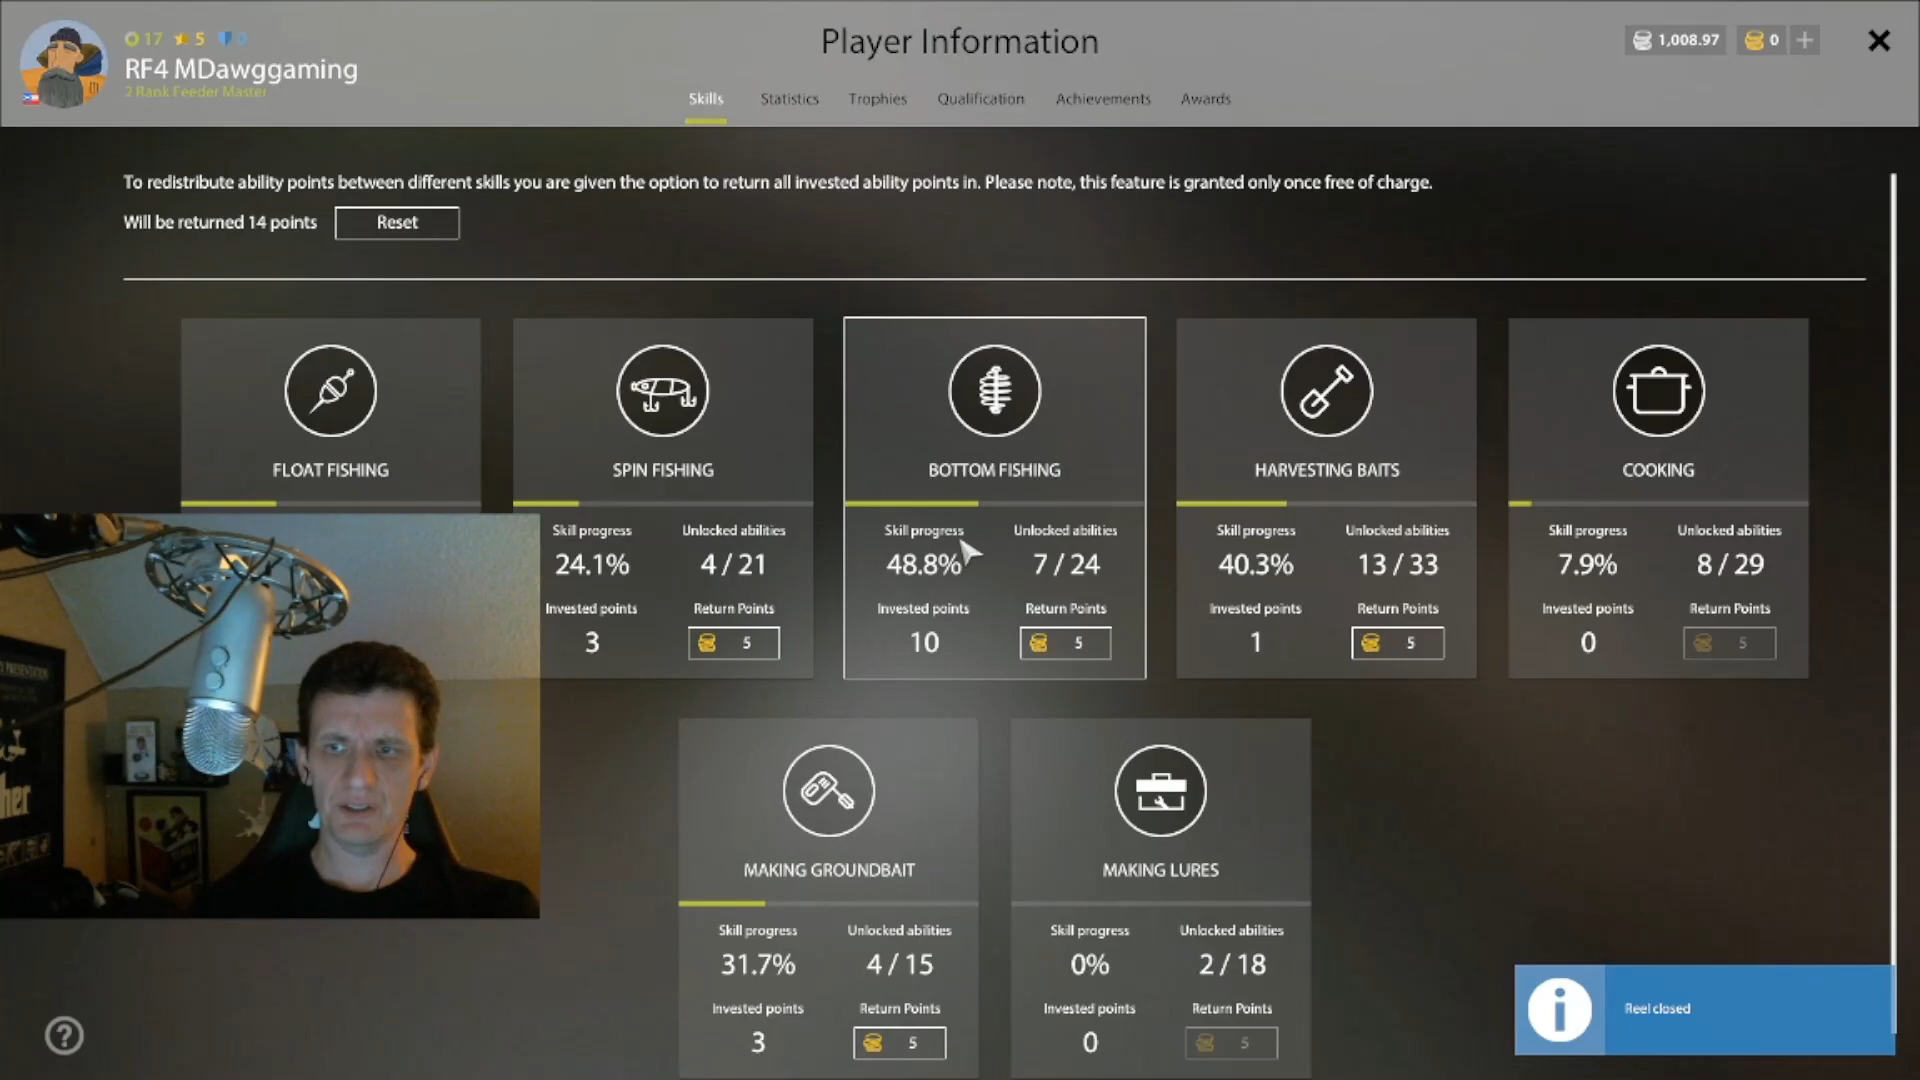 17 5 0
RF4 MDawggaming
2 Rank Feeder Master
Player Information
1,008.97 0
Skills Statistics Trophies Qualification Achievements Awards
To redistribute ability points between different skills you are given the option to return all invested ability points in. Please note, this feature is granted only once free of charge.
Will be returned 14 points Reset
FLOAT FISHING SPIN FISHING BOTTOM FISHING HARVESTING BAITS COOKING
Skill progress Unlocked abilities Skill progress Unlocked abilities Skill progress Unlocked abilities Skill progress Unlocked abilities
24.1% 4 / 21 48.8% 7 / 24 40.3% 13 / 33 7.9% 8 / 29
Invested points Return Points Invested points Return Points Invested points Return Points Invested points Return Points
3 5 10 5 1 5 0 5
MAKING GROUNDBAIT MAKING LURES
Skill progress Unlocked abilities Skill progress Unlocked abilities
31.7% 4 / 15 0% 2 / 18
Invested points Return Points Invested points Return Points
3 5 0 5
Reel closed